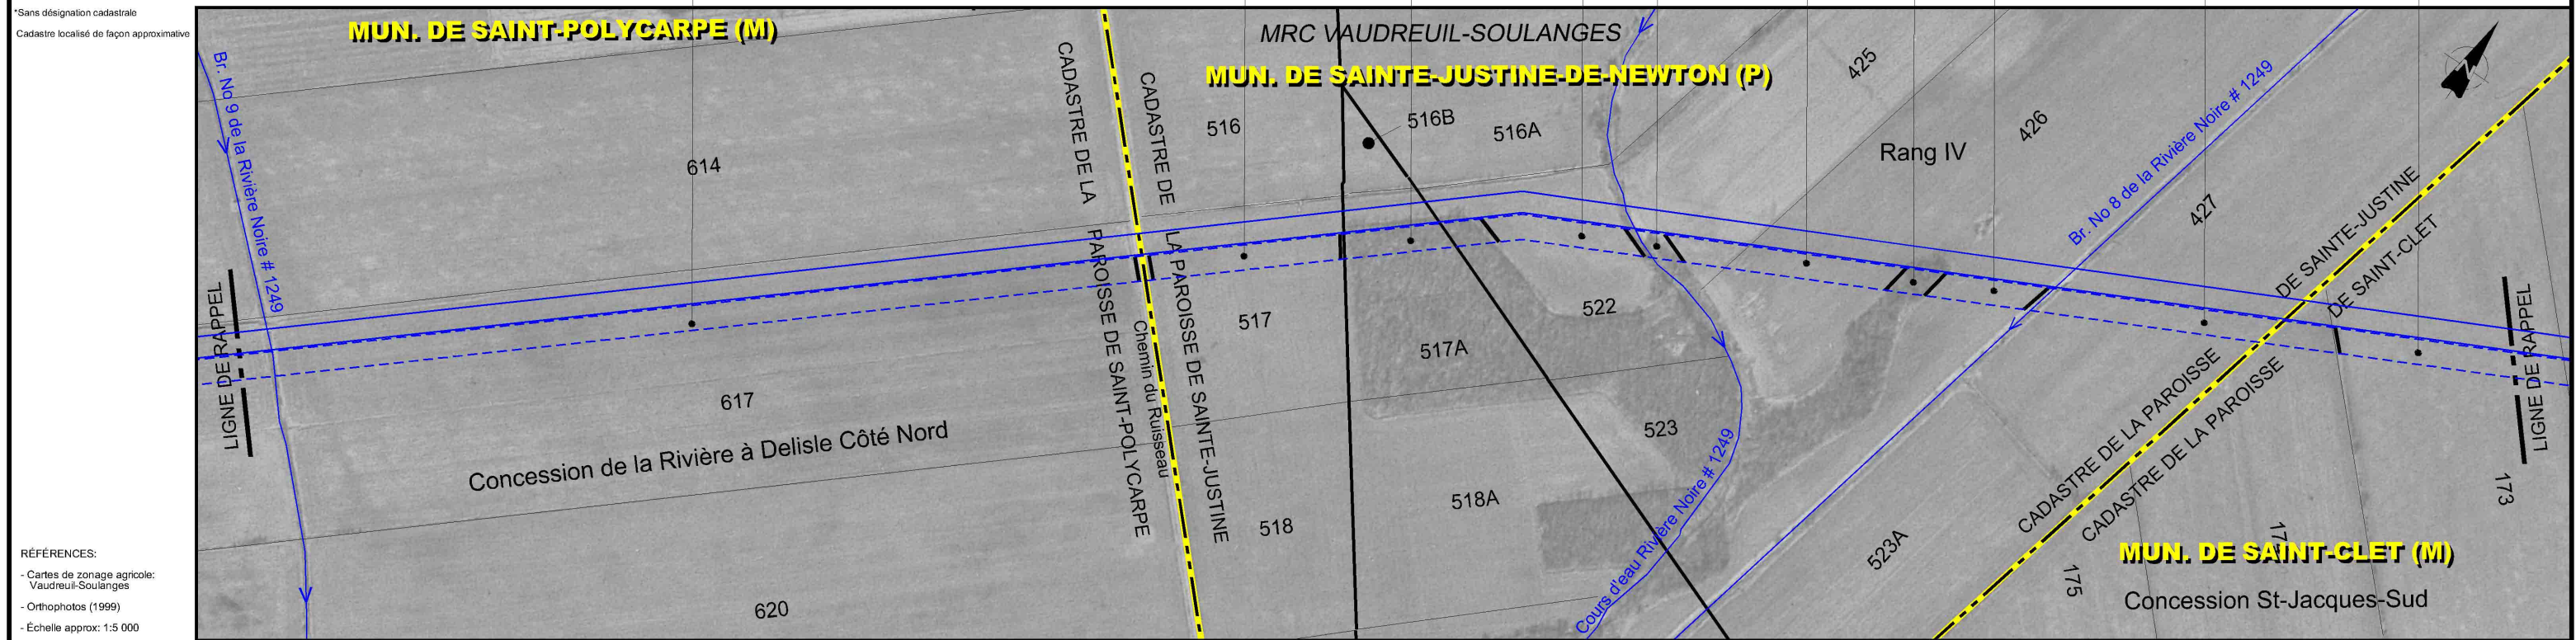 *Sans désignation cadastrale
Cadastre localisé de façon approximative
MUN. DE SAINT-POLYCARPE (M)
MRC VAUDREUIL-SOULANGES
MUN. DE SAINTE-JUSTINE-DE-NEWTON (P)
Br. No 9 de la Rivière Noire # 1249
614
CADASTRE DE LA PAROISSE DE SAINT-POLYCARPE
CADASTRE DE LA PAROISSE DE SAINTE-JUSTINE
Chemin du Ruisseau
516
516B
516A
425
Rang IV
426
Br. No 8 de la Rivière Noire # 1249
427
CADASTRE DE LA PAROISSE DE SAINTE-JUSTINE
CADASTRE DE LA PAROISSE DE SAINT-CLET
LIGNE DE RAPPEL
LIGNE DE RAPPEL
617
Concession de la Rivière à Delisle Côté Nord
620
517
517A
522
523
518
518A
Cours d'eau Rivière Noire # 1249
523A
175
173
MUN. DE SAINT-CLET (M)
Concession St-Jacques-Sud
RÉFÉRENCES:
- Cartes de zonage agricole:
Vaudreuil-Soulanges
- Orthophotos (1999)
- Échelle approx: 1:5 000